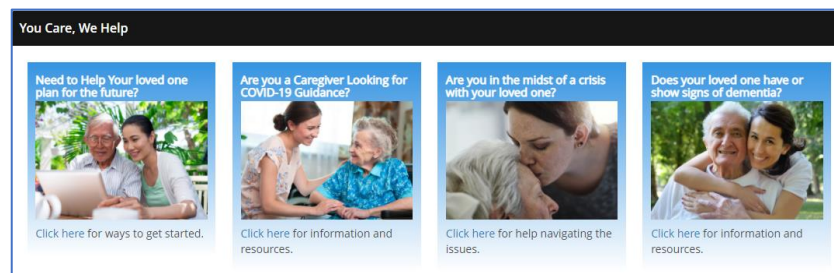 You Care, We Help
Need to Help Your loved one
plan for the future?
Click here for ways to get started.
Are you a Caregiver Looking for
COVID-19 Guidance?
Click here for information and
resources.
Are you in the midst of a crisis
with your loved one?
Click here for help navigating the
issues.
Does your loved one have or
show signs of dementia?
Click here for information and
resources.